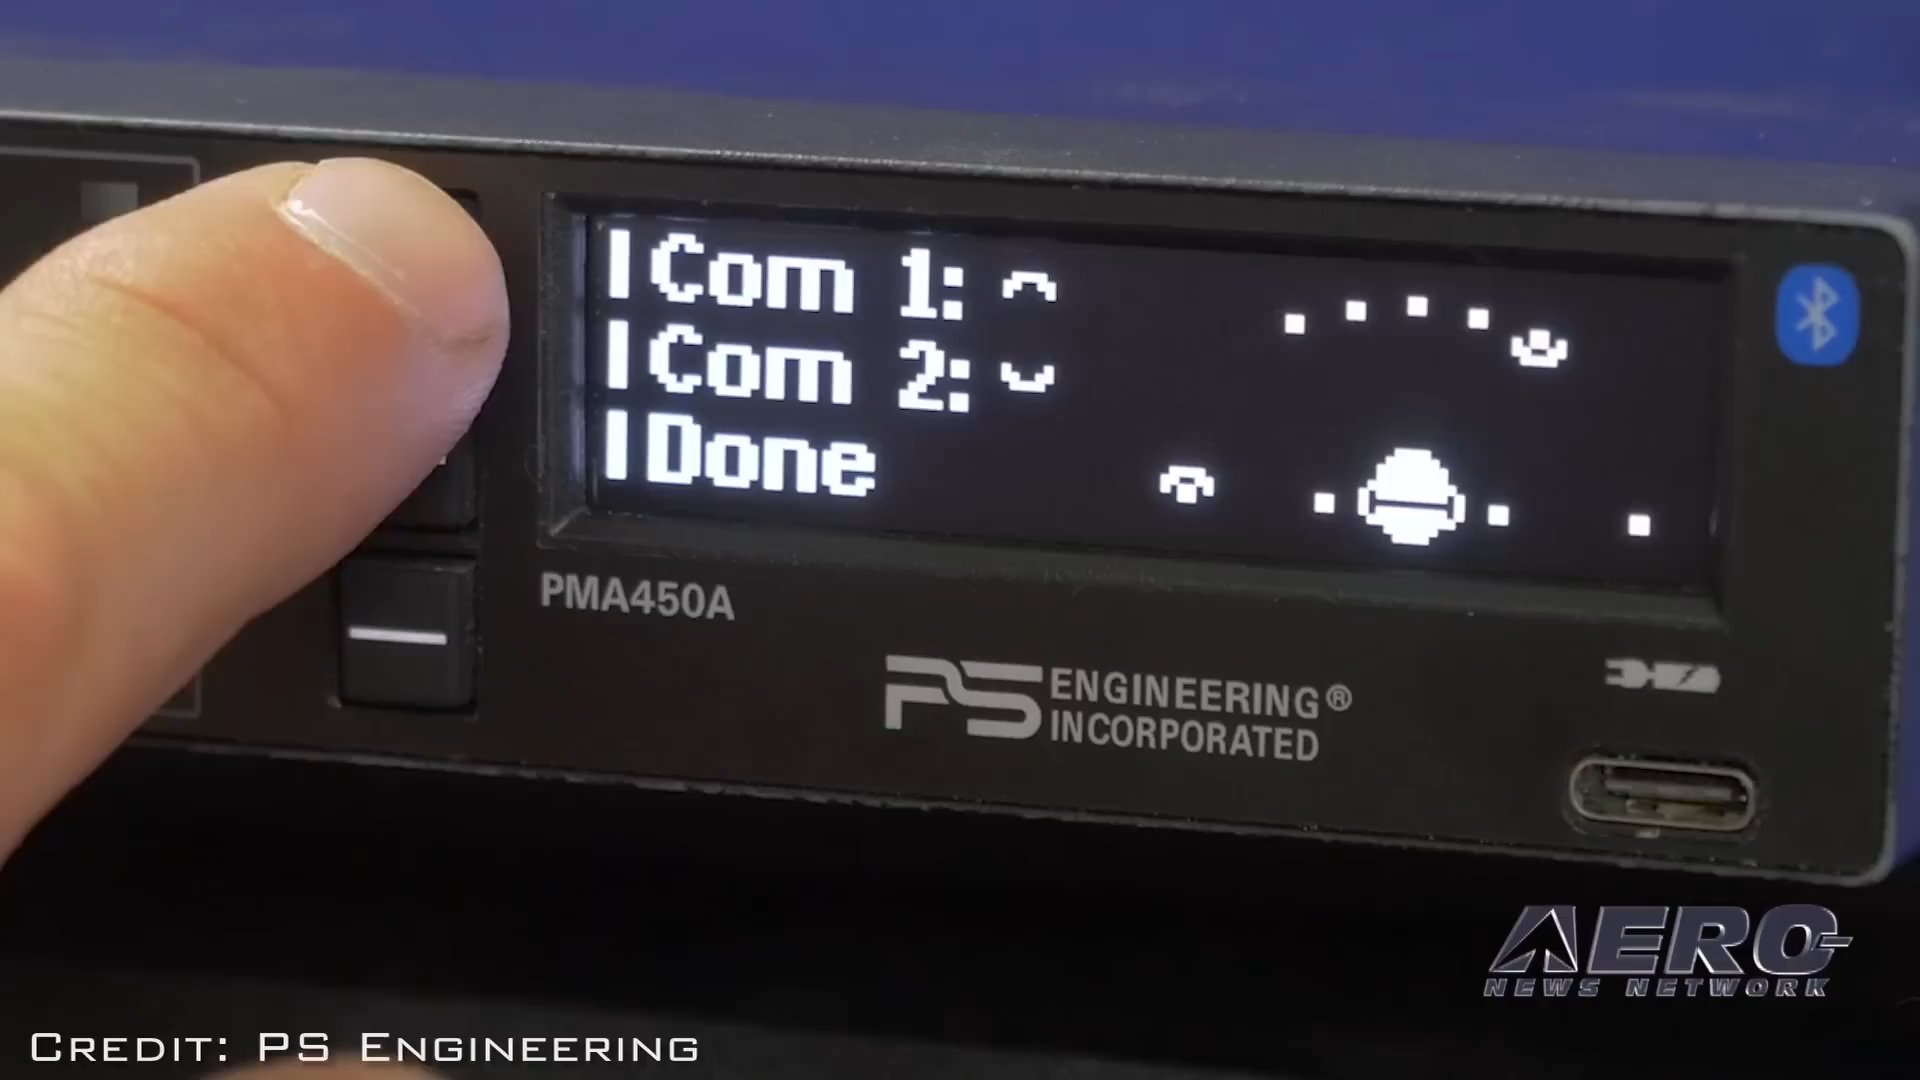 Com 1:
Com 2:
Done
PMA450A
PS ENGINEERING®
INCORPORATED
AERO
NEWS NETWORK
CREDIT: PS ENGINEERING